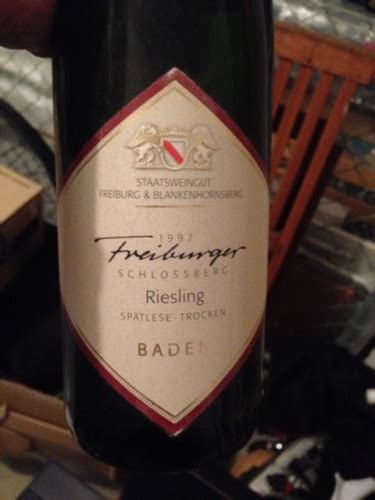 STAATSWEINGUT
FREIBURG & BLANKENHORNSBERG
1997
Freiburger
SCHLOSSBERG
Riesling
SPÄTLESE · TROCKEN
BADEN